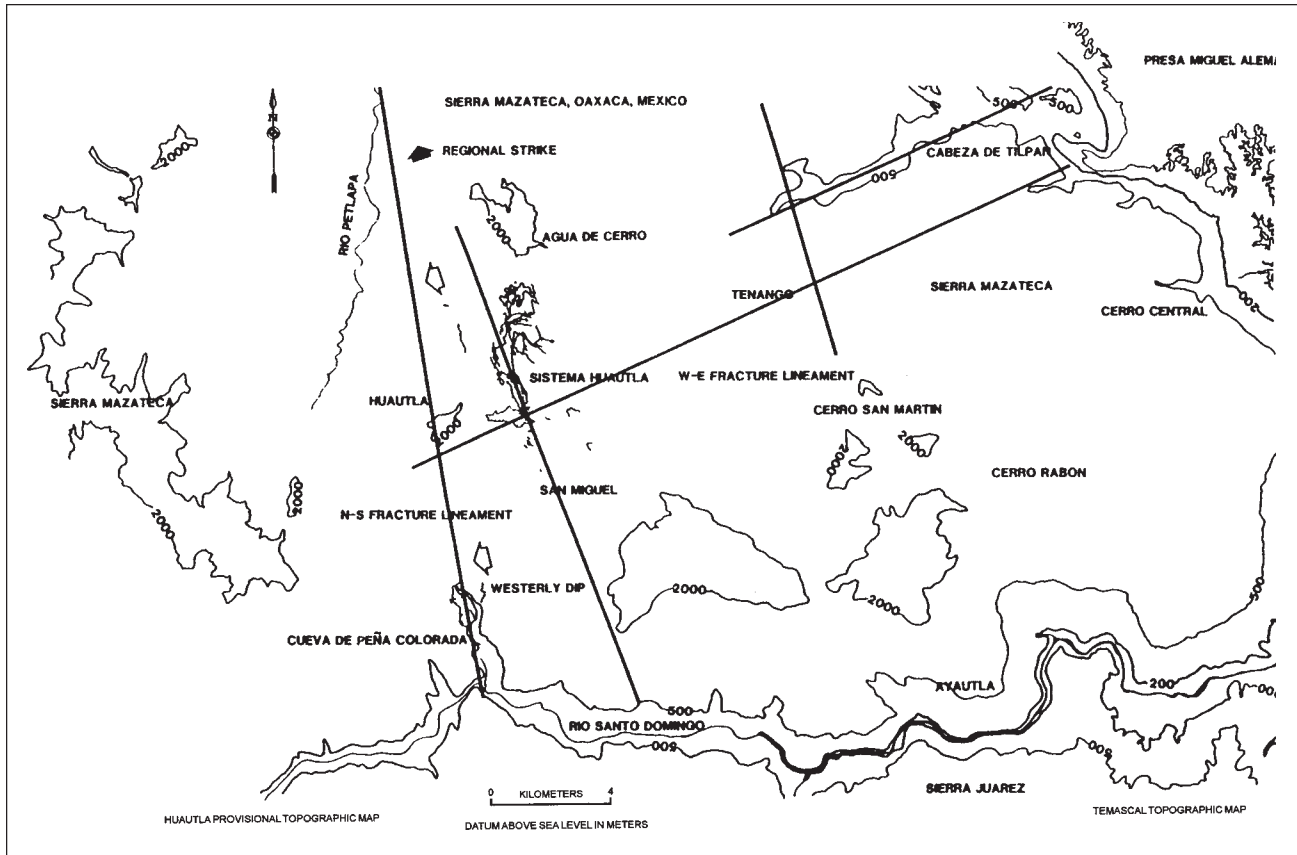 PRESA MIGUEL ALEMA
SIERRA MAZATECA, OAXACA, MEXICO
500
500
N
REGIONAL STRIKE
CABEZA DE TILPAN
2000
500
RIO PETLAPA
2000
AGUA DE CERRO
TENANGO
SIERRA MAZATECA
200
CERRO CENTRAL
SISTEMA HUAUTLA
W-E FRACTURE LINEAMENT
SIERRA MAZATECA
HUAUTLA
2000
CERRO SAN MARTIN
2000
2000
CERRO RABON
2000
SAN MIGUEL
N-S FRACTURE LINEAMENT
2000
WESTERLY DIP
2000
2000
500
CUEVA DE PEÑA COLORADA
AYAUTLA
200
500
RIO SANTO DOMINGO
500
500
SIERRA JUAREZ
0 KILOMETERS 4
HUAUTLA PROVISIONAL TOPOGRAPHIC MAP
DATUM ABOVE SEA LEVEL IN METERS
TEMASCAL TOPOGRAPHIC MAP